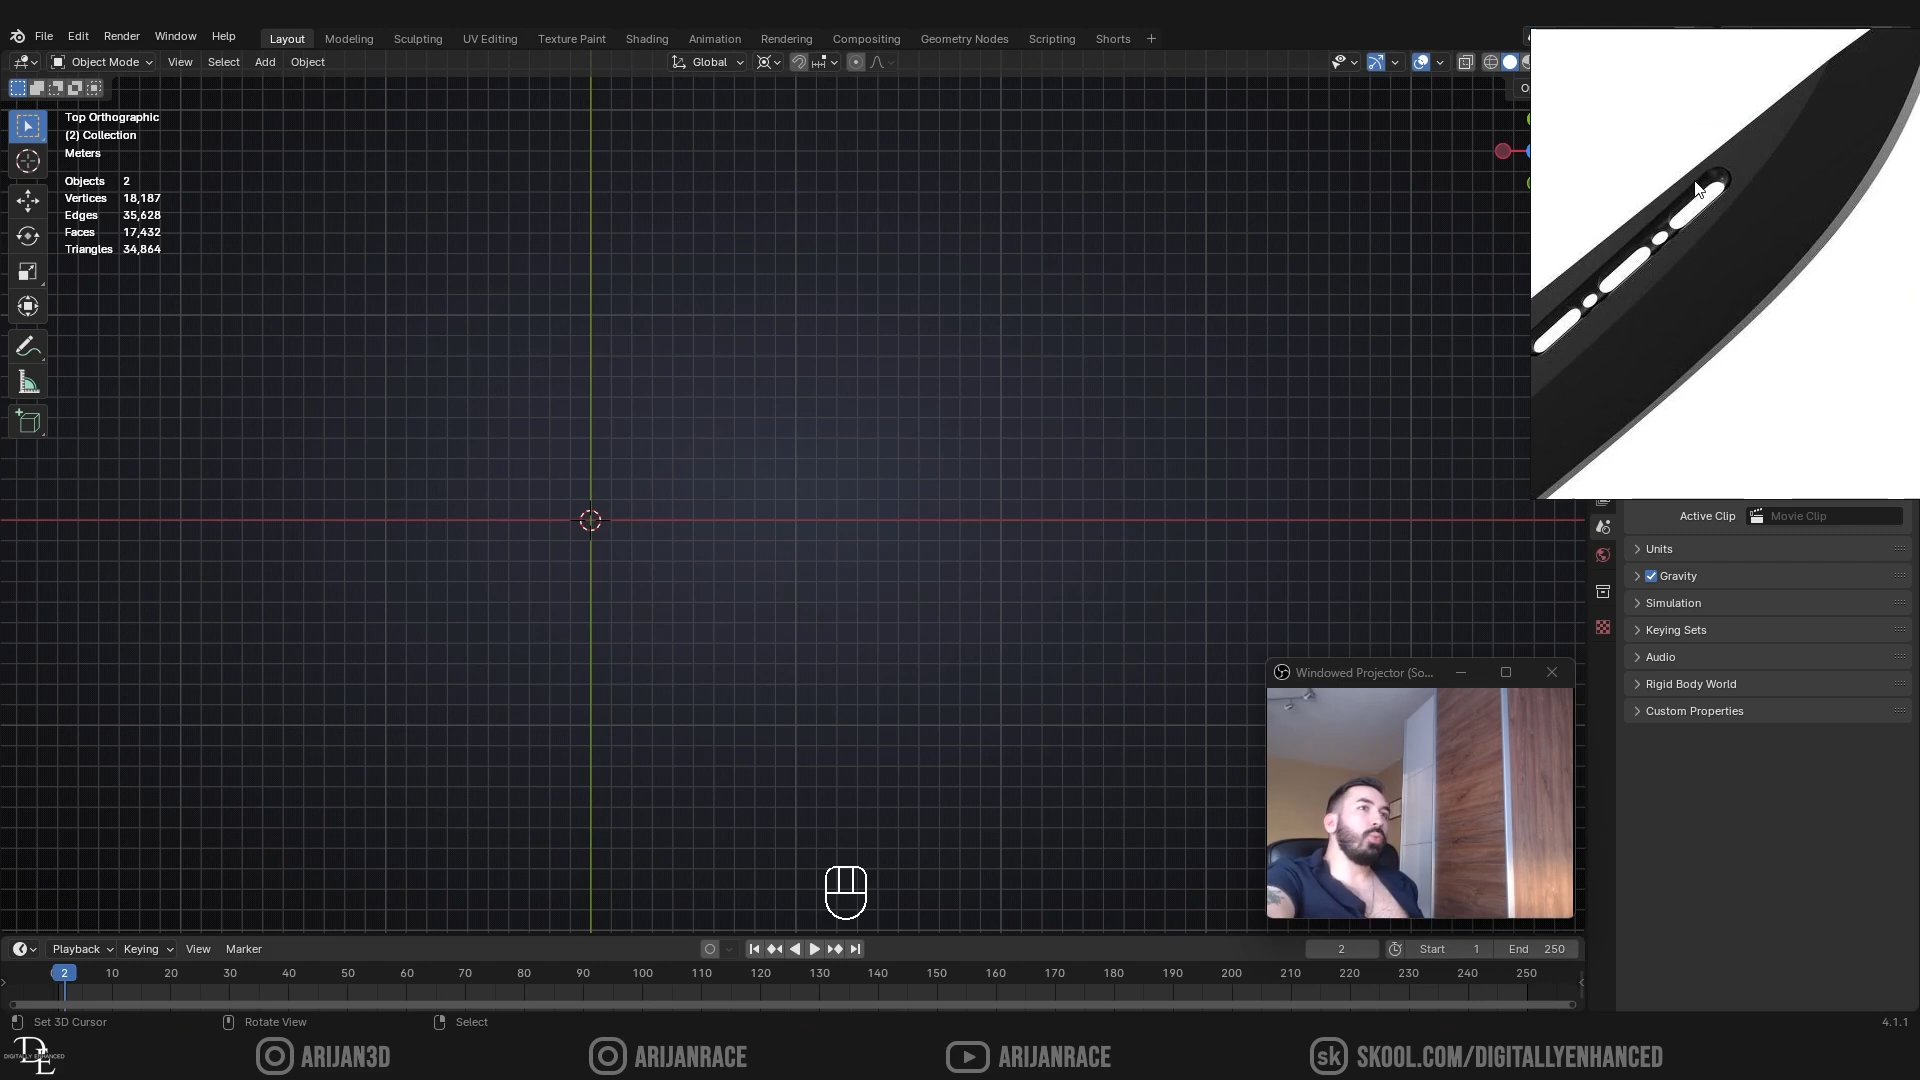 File Edit Render Window Help Layout Modeling Sculpting UV Editing Texture Paint Shading Animation Rendering Compositing Geometry Nodes Scripting Shorts
Object Mode View Select Add Object Global
Top Orthographic
(2) Collection
Meters
Objects 2
Vertices 18,187
Edges 35,628
Faces 17,432
Triangles 34,864
Active Clip Movie Clip
Units
Gravity
Simulation
Keying Sets
Audio
Rigid Body World
Custom Properties
Windowed Projector (So...
Playback Keying View Marker 2 Start 1 End 250
2 10 20 30 40 50 60 70 80 90 100 110 120 130 140 150 160 170 180 190 200 210 220 230 240 250
Set 3D Cursor Rotate View Select 4.1.1
DIGITALLY ENHANCED
ARIJAN3D ARIJANRACE ARIJANRACE sk SKOOL.COM/DIGITALLYENHANCED